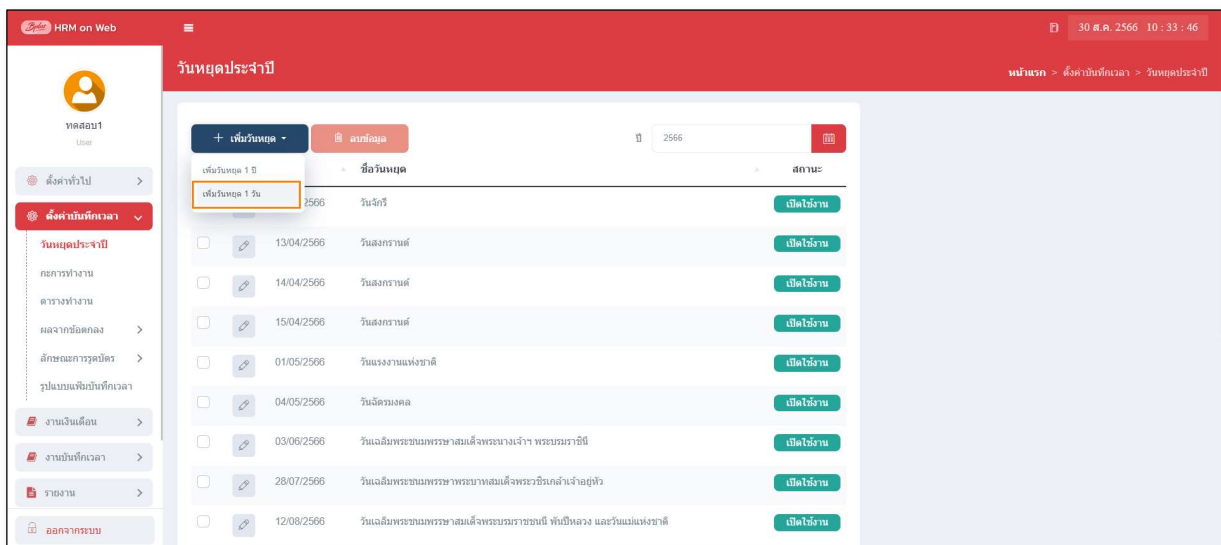 Bplus HRM on Web
30 ส.ค. 2566 10 : 33 : 46
วันหยุดประจำปี
หน้าแรก > ตั้งค่าบันทึกเวลา > วันหยุดประจำปี
ทดสอบ1
User
ตั้งค่าทั่วไป
ตั้งค่าบันทึกเวลา
วันหยุดประจำปี
กะการทำงาน
ตารางทำงาน
ผลจากข้อตกลง
ลักษณะการรูดบัตร
รูปแบบแฟ้มบันทึกเวลา
งานเงินเดือน
งานบันทึกเวลา
รายงาน
ออกจากระบบ
+ เพิ่มวันหยุด
ลบข้อมูล
ปี 2566
เพิ่มวันหยุด 1 ปี
เพิ่มวันหยุด 1 วัน
ชื่อวันหยุด สถานะ
2566 วันจักรี เปิดใช้งาน
13/04/2566 วันสงกรานต์ เปิดใช้งาน
14/04/2566 วันสงกรานต์ เปิดใช้งาน
15/04/2566 วันสงกรานต์ เปิดใช้งาน
01/05/2566 วันแรงงานแห่งชาติ เปิดใช้งาน
04/05/2566 วันฉัตรมงคล เปิดใช้งาน
03/06/2566 วันเฉลิมพระชนมพรรษาสมเด็จพระนางเจ้าฯ พระบรมราชินี เปิดใช้งาน
28/07/2566 วันเฉลิมพระชนมพรรษาพระบาทสมเด็จพระวชิรเกล้าเจ้าอยู่หัว เปิดใช้งาน
12/08/2566 วันเฉลิมพระชนมพรรษาสมเด็จพระบรมราชชนนี พันปีหลวง และวันแม่แห่งชาติ เปิดใช้งาน